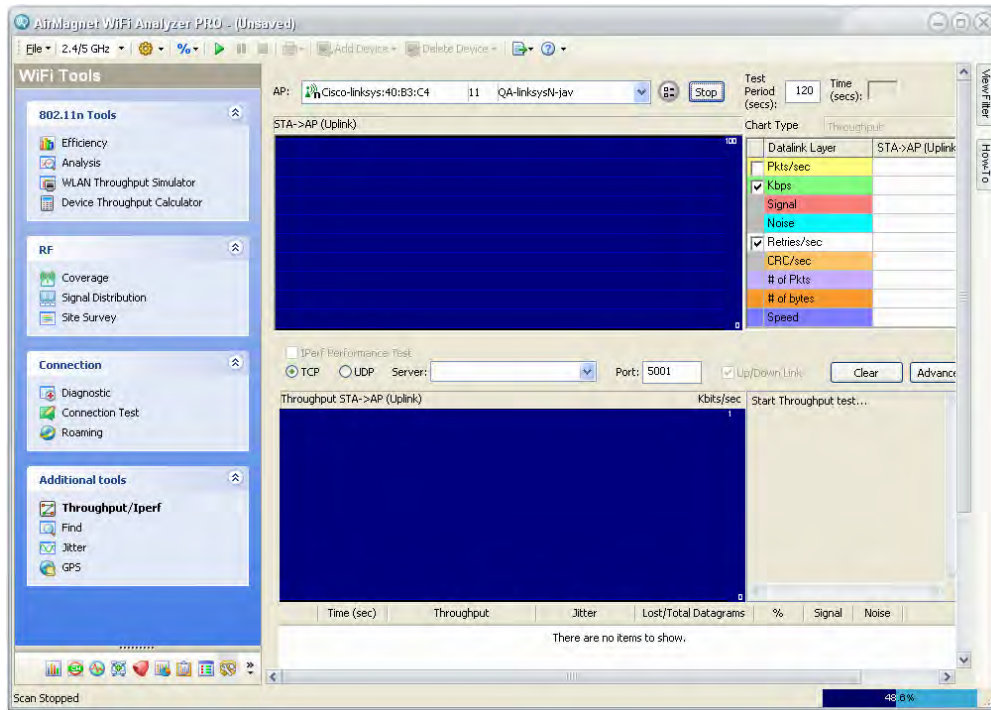 AirMagnet WiFi Analyzer PRO - (Unsaved)
File 2.4/5 GHz % Add Device Delete Device
WiFi Tools
802.11n Tools
Efficiency
Analysis
WLAN Throughput Simulator
Device Throughput Calculator
RF
Coverage
Signal Distribution
Site Survey
Connection
Diagnostic
Connection Test
Roaming
Additional tools
Throughput/Iperf
Find
Jitter
GPS
AP: Cisco-linksys:40:B3:C4 11 QA-linksysN-jav Stop
Test Period (secs): 120 Time (secs):
STA->AP (Uplink)
100
0
Chart Type Throughput
Datalink Layer STA->AP (Uplink
Pkts/sec
Kbps
Signal
Noise
Retries/sec
CRC/sec
# of Pkts
# of bytes
Speed
IPerf Performance Test
TCP UDP Server: Port: 5001 Up/Down Link Clear Advance
Throughput STA->AP (Uplink) Kbits/sec
1
0
Start Throughput test...
Time (sec) Throughput Jitter Lost/Total Datagrams % Signal Noise
There are no items to show.
View Filter
How-To
Scan Stopped
48.6%